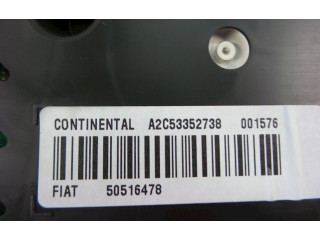 CONTINENTAL A2C53352738 001576
FIAT 50516478